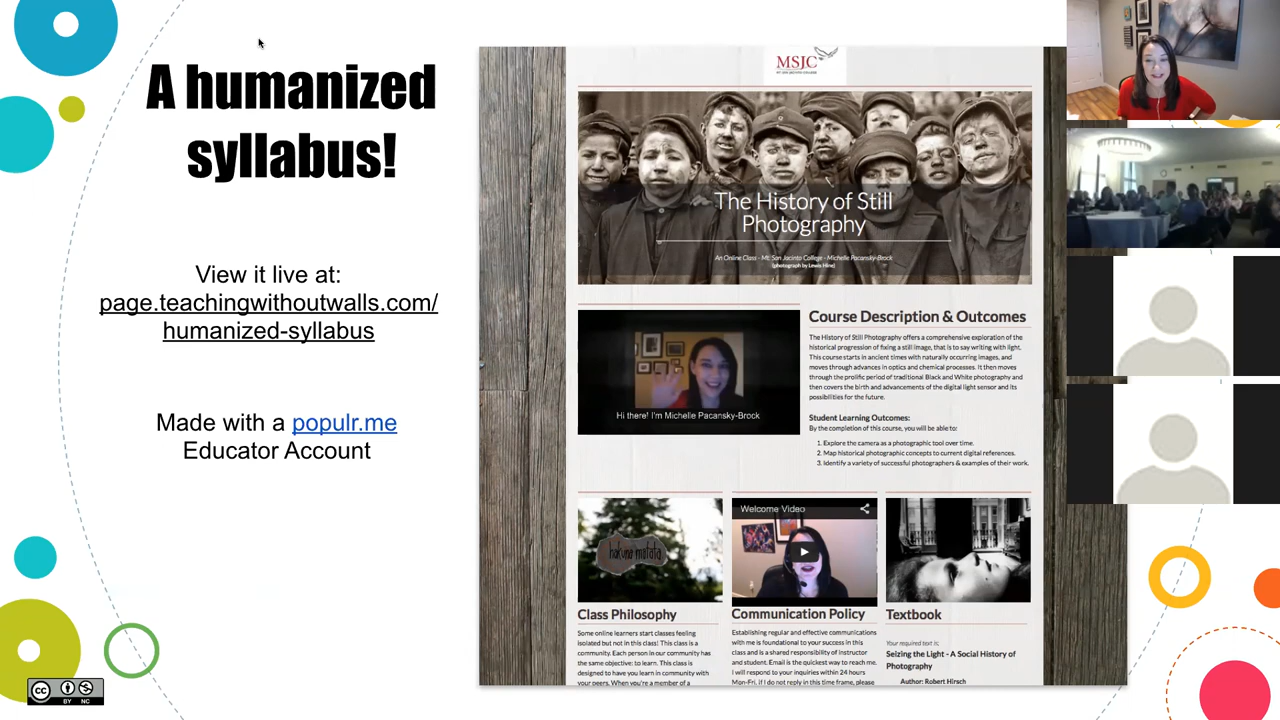 A humanized
syllabus!
View it live at:
page.teachingwithoutwalls.com/
humanized-syllabus
Made with a populr.me
Educator Account
MSJC
MT. SAN JACINTO COLLEGE
The History of Still
Photography
An Online Class - Mt. San Jacinto College - Michelle Pacansky-Brock
(photograph by Lewis Hine)
Hi there! I'm Michelle Pacansky-Brock
Course Description & Outcomes
The History of Still Photography offers a comprehensive exploration of the
historical progression of fixing a still image, that is to say writing with light.
This course starts in ancient times with naturally occurring images, and
moves through advances in optics and chemical processes. It then moves
through the prolific period of traditional Black and White photography and
then covers the birth and advancements of the digital light sensor and its
possibilities for the future.
Student Learning Outcomes:
By the completion of this course, you will be able to:
1. Explore the camera as a photographic tool over time.
2. Map historical photographic concepts to current digital references.
3. Identify a variety of successful photographers & examples of their work.
hakuna matata
Class Philosophy
Some online learners start classes feeling
isolated but not in this class! This class is a
community. Each person in our community has
the same objective: to learn. This class is
designed to have you learn in community with
your peers. When you're a member of a
Welcome Video
Communication Policy
Establishing regular and effective communications
with me is foundational to your success in this
class and is a shared responsibility of instructor
and student. Email is the quickest way to reach me.
I will respond to your inquiries within 24 hours
Mon-Fri. If I do not reply in this time frame, please
Textbook
Your required text is:
Seizing the Light - A Social History of
Photography
Author: Robert Hirsch
cc
BY NC